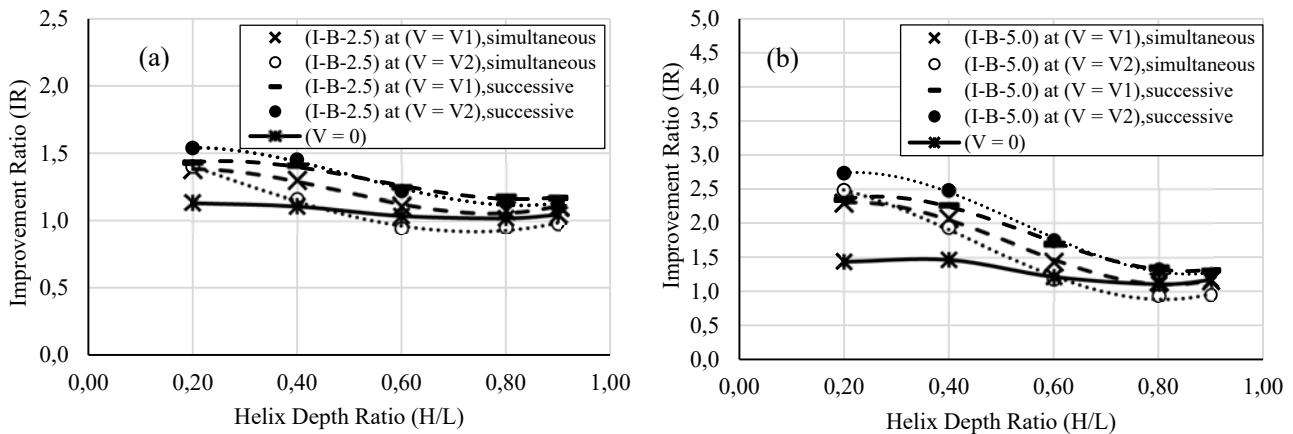 (a)
(I-B-2.5) at (V = V1),simultaneous
(I-B-2.5) at (V = V2),simultaneous
(I-B-2.5) at (V = V1),successive
(I-B-2.5) at (V = V2),successive
(V = 0)
Improvement Ratio (IR)
2,5
2,0
1,5
1,0
0,5
0,0
0,00 0,20 0,40 0,60 0,80 1,00
Helix Depth Ratio (H/L)
(b)
(I-B-5.0) at (V = V1),simultaneous
(I-B-5.0) at (V = V2),simultaneous
(I-B-5.0) at (V = V1),successive
(I-B-5.0) at (V = V2),successive
(V = 0)
Improvement Ratio (IR)
5,0
4,5
4,0
3,5
3,0
2,5
2,0
1,5
1,0
0,5
0,0
0,00 0,20 0,40 0,60 0,80 1,00
Helix Depth Ratio (H/L)